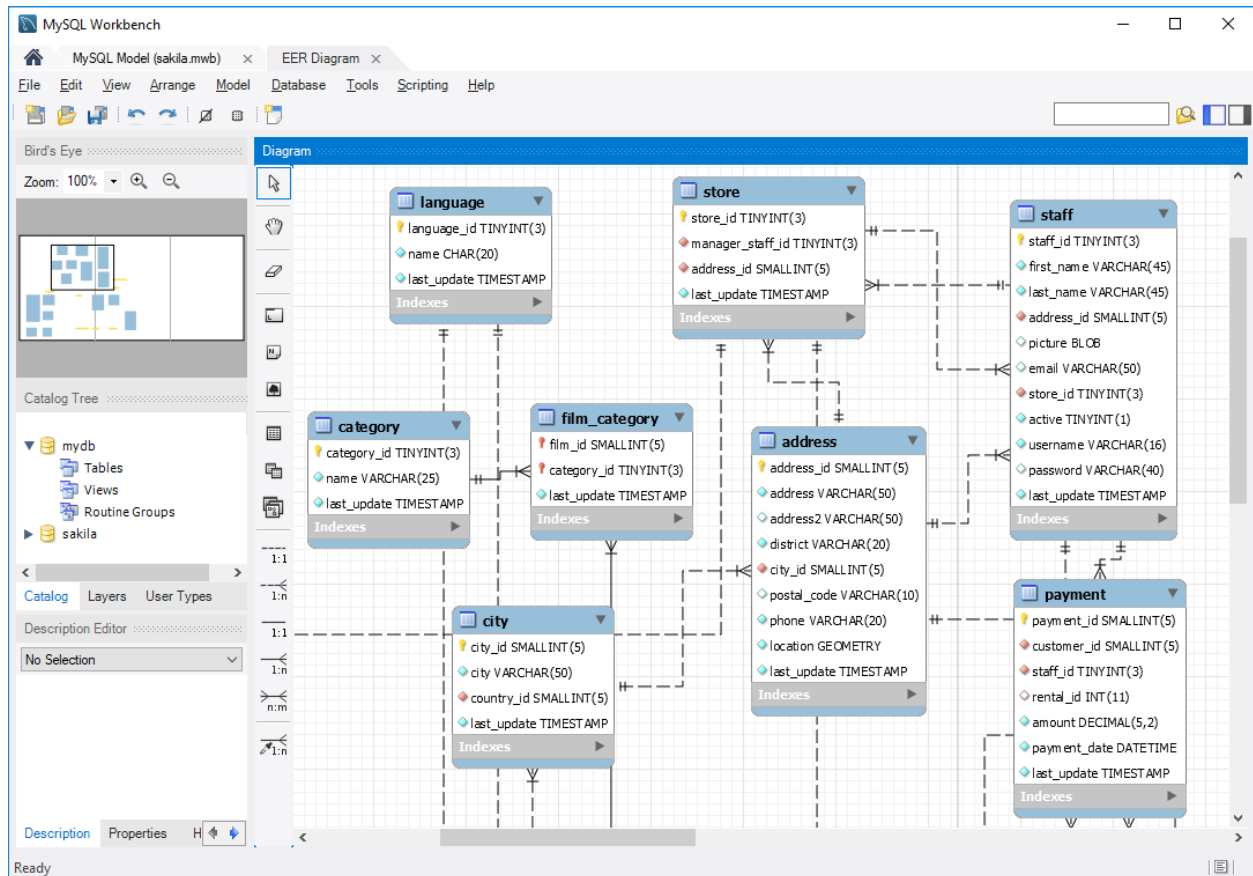 MySQL Workbench
MySQL Model (sakila.mwb)
EER Diagram
File Edit View Arrange Model Database Tools Scripting Help
Bird's Eye
Zoom: 100%
Catalog Tree
mydb
Tables
Views
Routine Groups
sakila
Catalog Layers User Types
Description Editor
No Selection
Description Properties H
Ready
Diagram
1:1
1:n
1:1
1:n
n:m
1:n
language
language_id TINYINT(3)
name CHAR(20)
last_update TIMESTAMP
Indexes
store
store_id TINYINT(3)
manager_staff_id TINYINT(3)
address_id SMALLINT(5)
last_update TIMESTAMP
Indexes
staff
staff_id TINYINT(3)
first_name VARCHAR(45)
last_name VARCHAR(45)
address_id SMALLINT(5)
picture BLOB
email VARCHAR(50)
store_id TINYINT(3)
active TINYINT(1)
username VARCHAR(16)
password VARCHAR(40)
last_update TIMESTAMP
Indexes
category
category_id TINYINT(3)
name VARCHAR(25)
last_update TIMESTAMP
Indexes
film_category
film_id SMALLINT(5)
category_id TINYINT(3)
last_update TIMESTAMP
Indexes
address
address_id SMALLINT(5)
address VARCHAR(50)
address2 VARCHAR(50)
district VARCHAR(20)
city_id SMALLINT(5)
postal_code VARCHAR(10)
phone VARCHAR(20)
location GEOMETRY
last_update TIMESTAMP
Indexes
city
city_id SMALLINT(5)
city VARCHAR(50)
country_id SMALLINT(5)
last_update TIMESTAMP
Indexes
payment
payment_id SMALLINT(5)
customer_id SMALLINT(5)
staff_id TINYINT(3)
rental_id INT(11)
amount DECIMAL(5,2)
payment_date DATETIME
last_update TIMESTAMP
Indexes